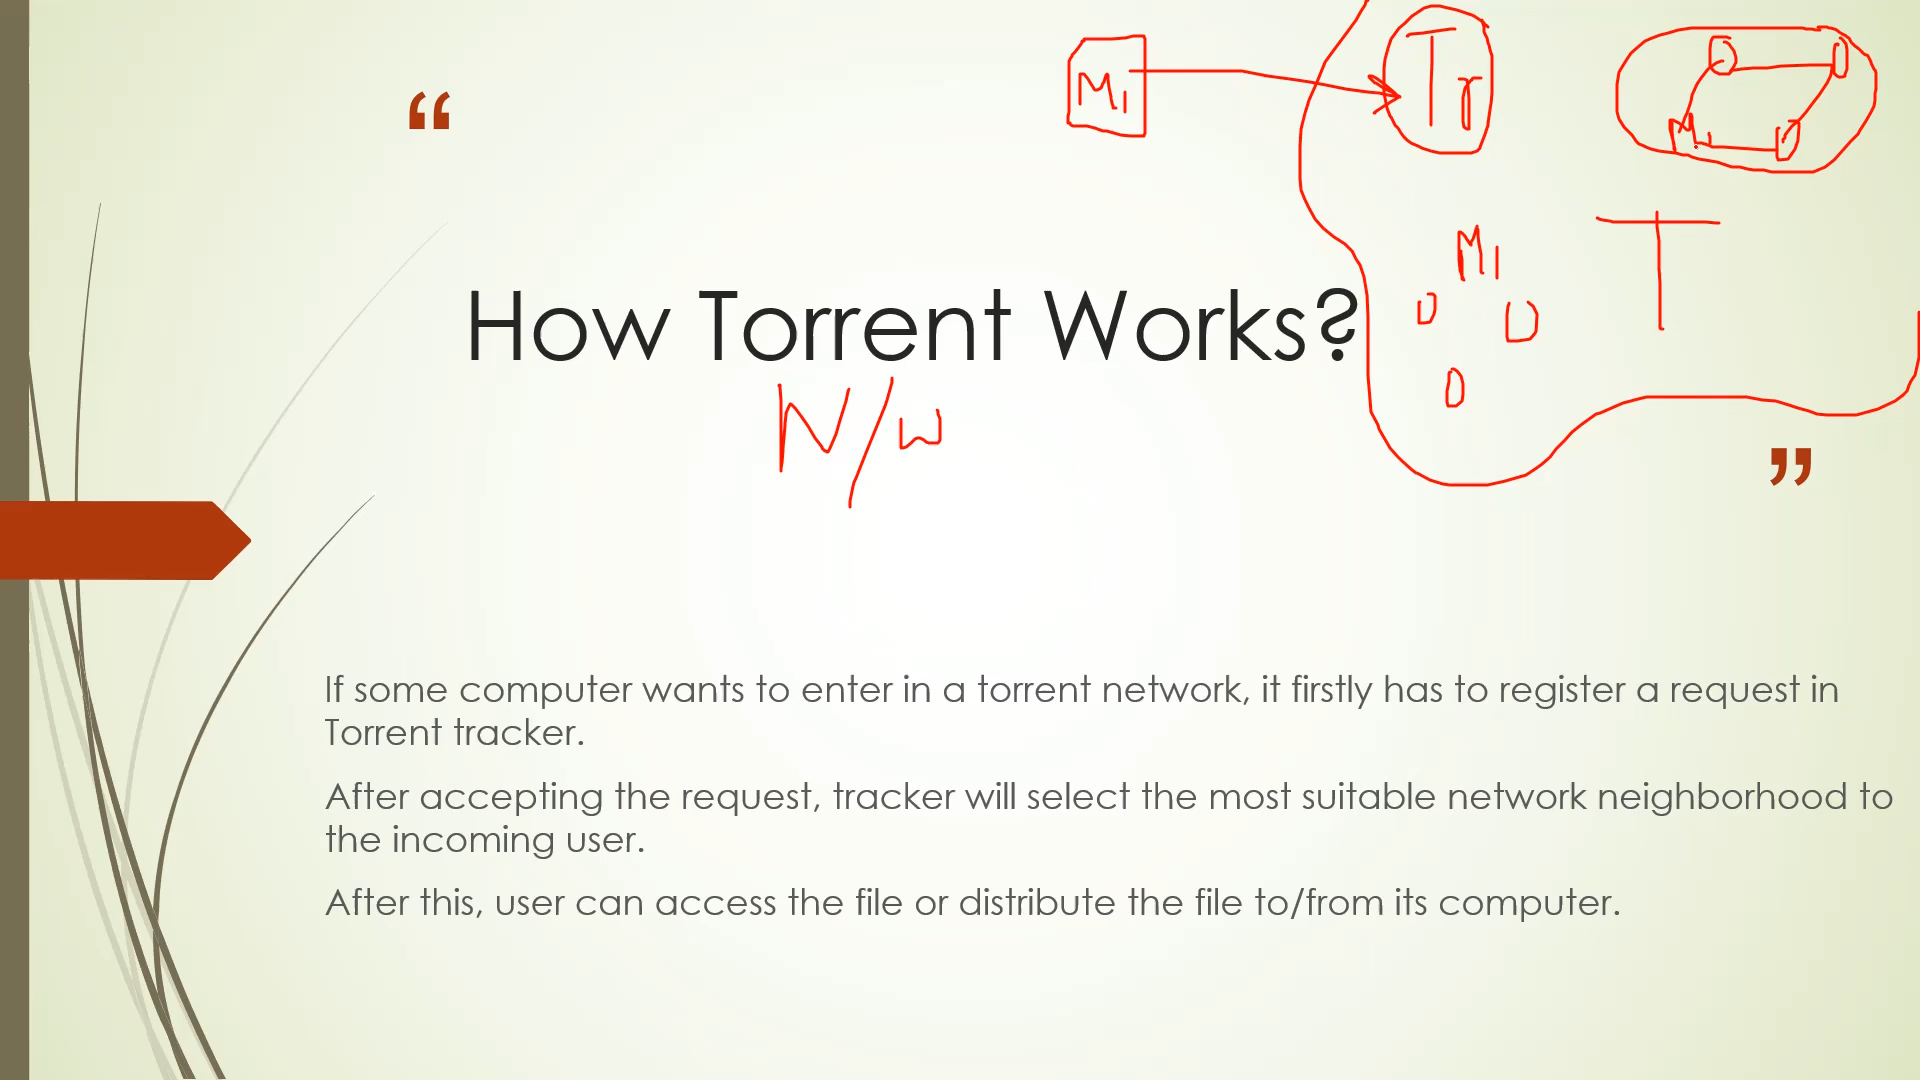 M1
Tr
M1
“
M1
T
How Torrent Works?
N/w
”
If some computer wants to enter in a torrent network, it firstly has to register a request in
Torrent tracker.
After accepting the request, tracker will select the most suitable network neighborhood to
the incoming user.
After this, user can access the file or distribute the file to/from its computer.